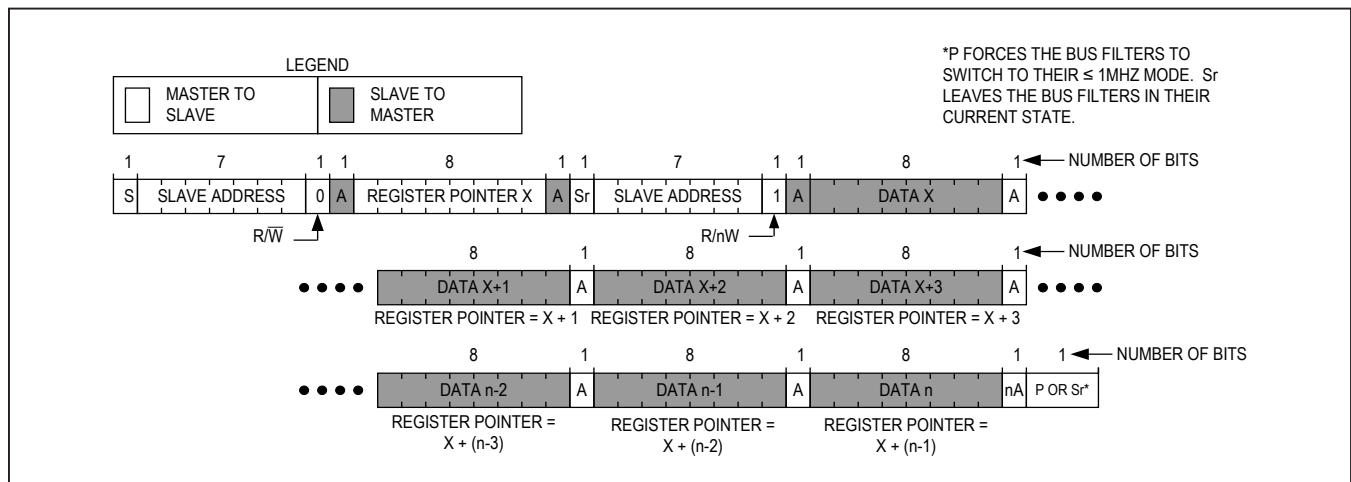 LEGEND
MASTER TO
SLAVE
SLAVE TO
MASTER
*P FORCES THE BUS FILTERS TO
SWITCH TO THEIR ≤ 1MHZ MODE. Sr
LEAVES THE BUS FILTERS IN THEIR
CURRENT STATE.
1 7 1 1 8 1 1 7 1 1 8 1 NUMBER OF BITS
S SLAVE ADDRESS 0 A REGISTER POINTER X A Sr SLAVE ADDRESS 1 A DATA X A
R/W̅ R/nW
8 1 8 1 8 1 NUMBER OF BITS
DATA X+1 A DATA X+2 A DATA X+3 A
REGISTER POINTER = X + 1 REGISTER POINTER = X + 2 REGISTER POINTER = X + 3
8 1 8 1 8 1 1 NUMBER OF BITS
DATA n-2 A DATA n-1 A DATA n nA P OR Sr*
REGISTER POINTER = REGISTER POINTER = REGISTER POINTER =
X + (n-3) X + (n-2) X + (n-1)